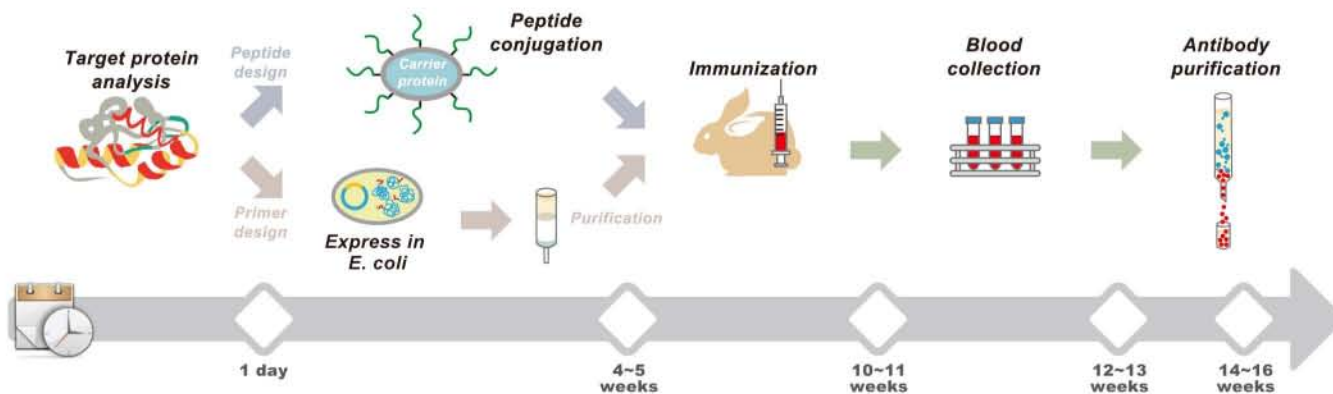 Target protein
analysis
Peptide
design
Primer
design
Carrier
protein
Peptide
conjugation
Express in
E. coli
Purification
Immunization
Blood
collection
Antibody
purification
1 day
4~5
weeks
10~11
weeks
12~13
weeks
14~16
weeks